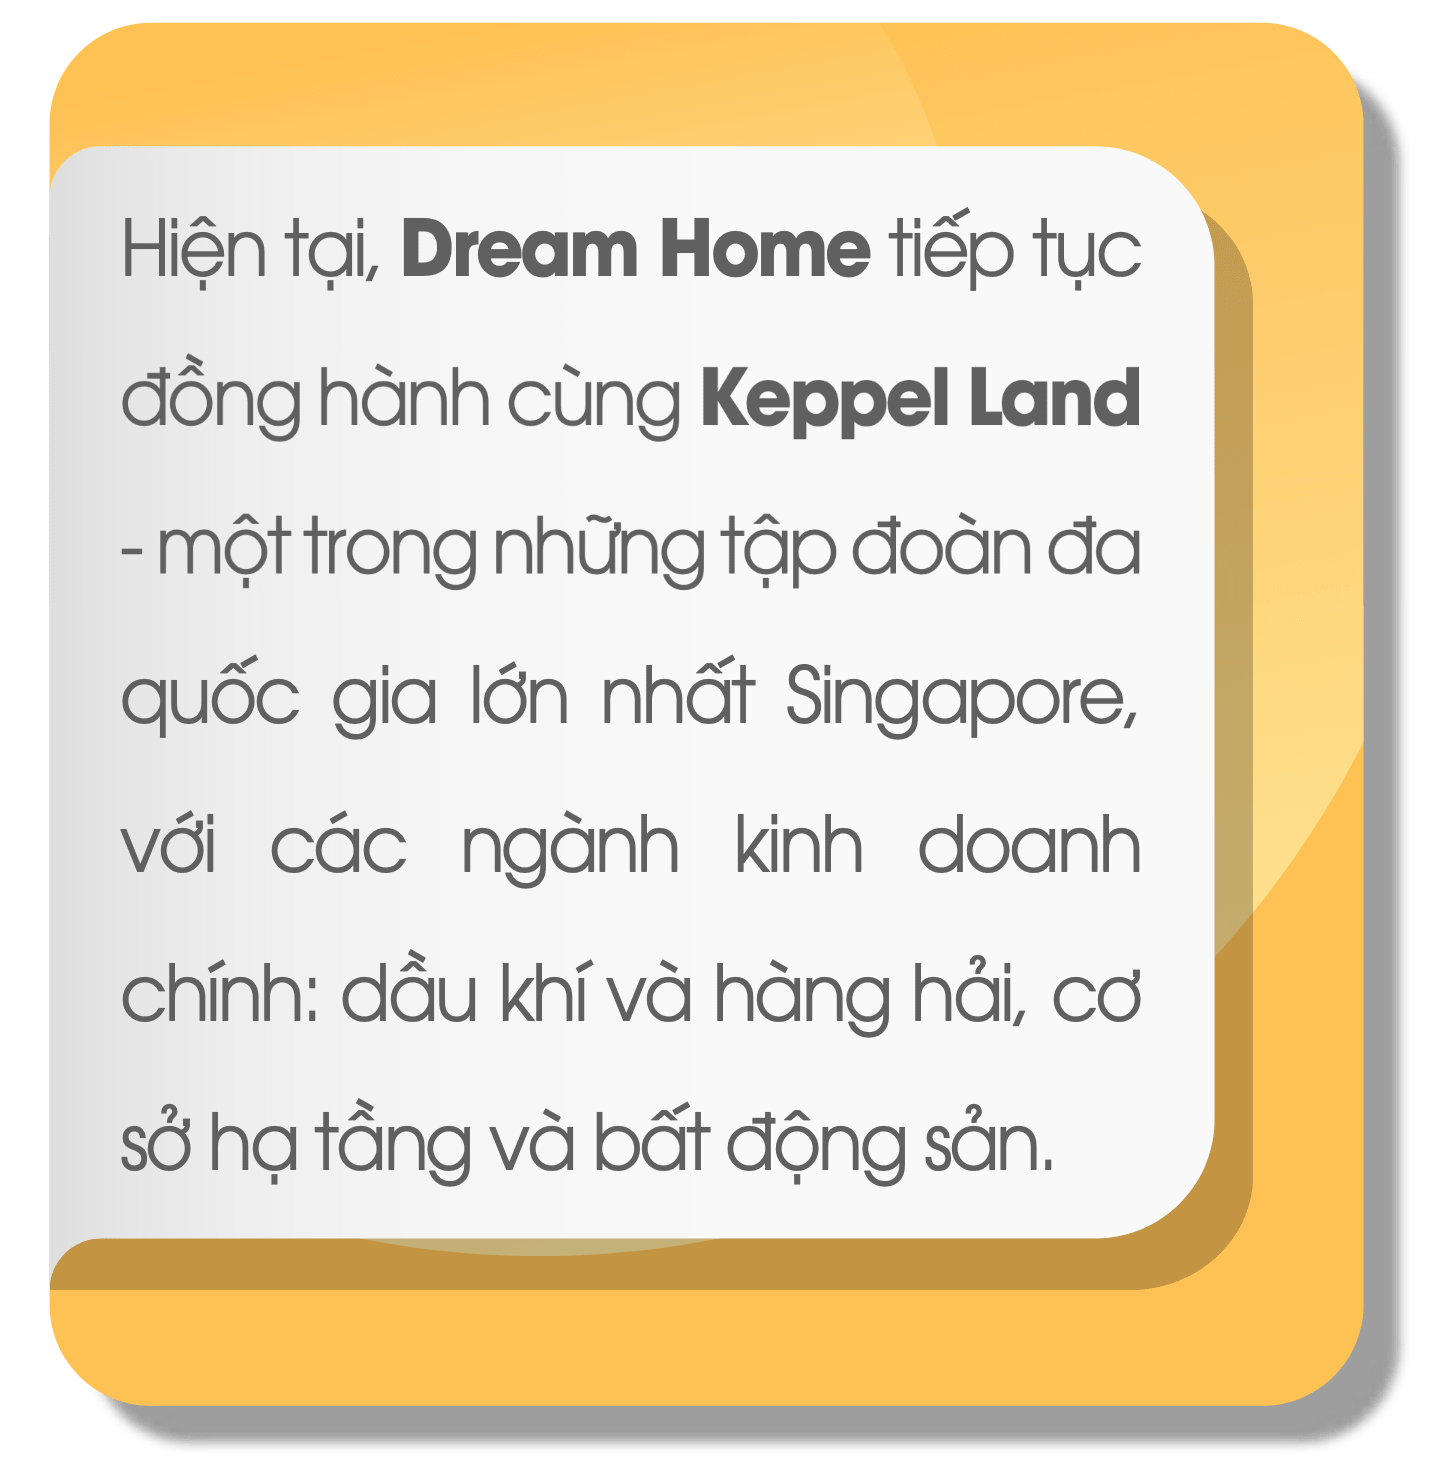 Hiện tại, Dream Home tiếp tục
đồng hành cùng Keppel Land
- một trong những tập đoàn đa
quốc gia lớn nhất Singapore,
với các ngành kinh doanh
chính: dầu khí và hàng hải, cơ
sở hạ tầng và bất động sản.